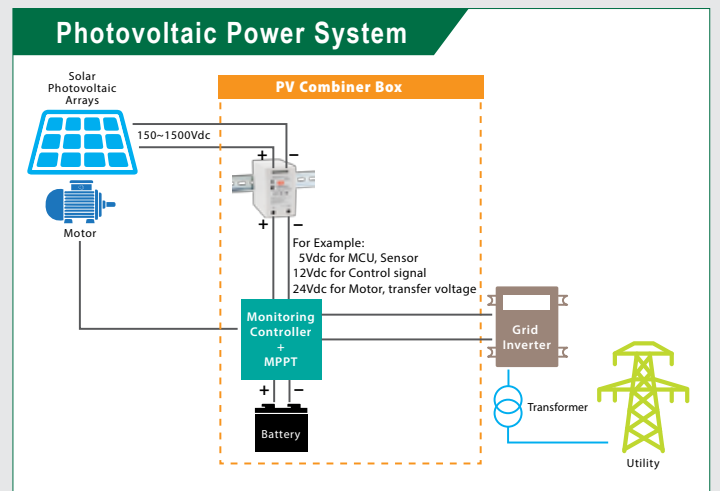 Photovoltaic Power System
Solar
Photovoltaic
Arrays
PV Combiner Box
150~1500Vdc
+ −
+ −
Motor
For Example:
5Vdc for MCU, Sensor
12Vdc for Control signal
24Vdc for Motor, transfer voltage
Monitoring
Controller
+
MPPT
Grid
Inverter
+ −
Battery
Transformer
Utility